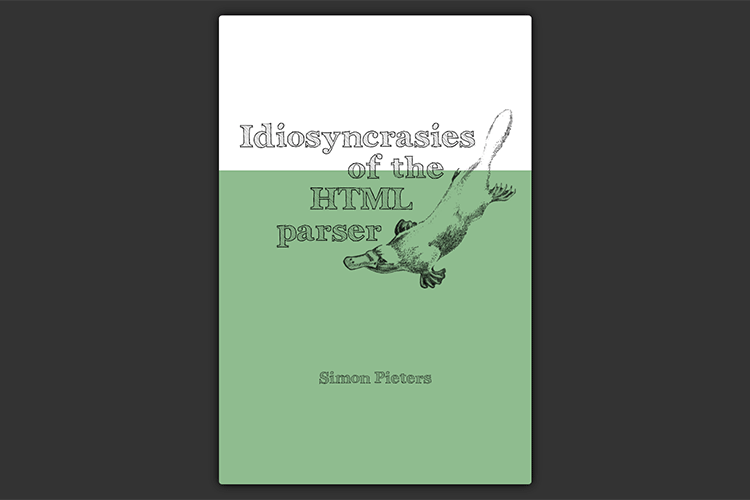 Idiosyncrasies
of the
HTML
parser
Simon Pieters